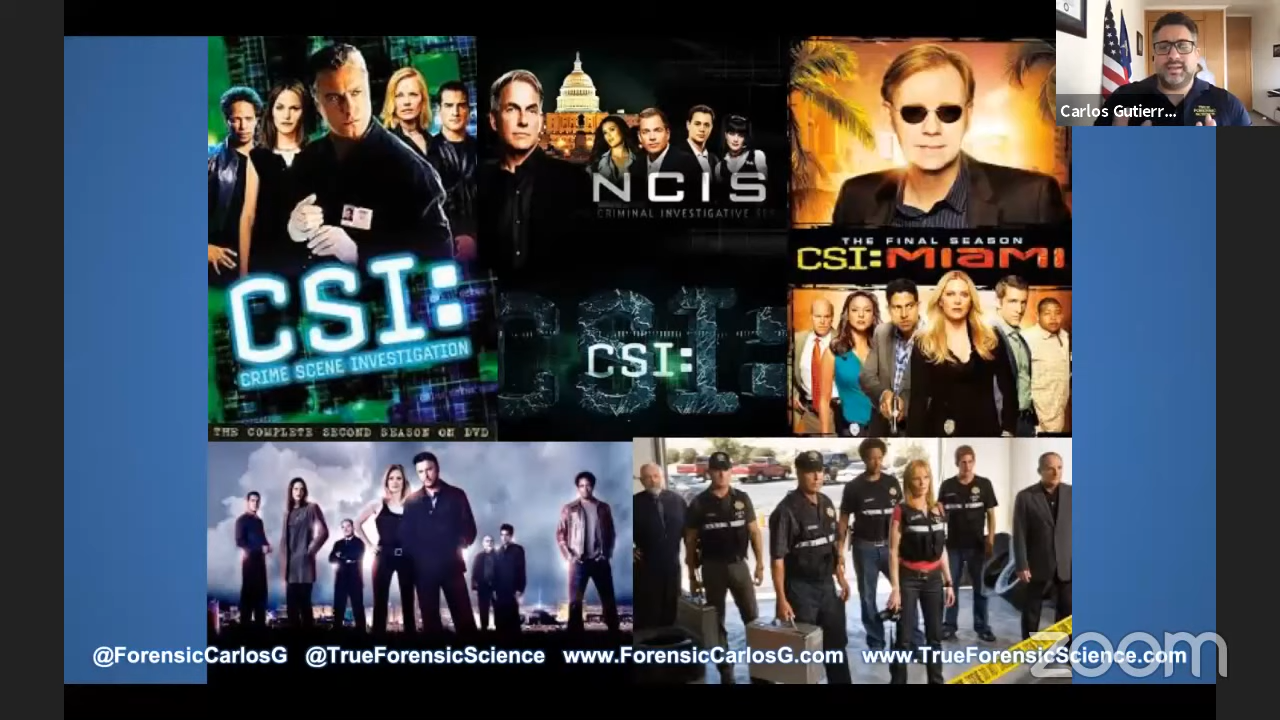 Carlos Gutierr...
CSI:
CRIME SCENE INVESTIGATION
THE COMPLETE SECOND SEASON ON DVD
NCIS
CRIMINAL INVESTIGATIVE
CSI:
THE FINAL SEASON
CSI: MIAMI
@ForensicCarlosG @TrueForensicScience www.ForensicCarlosG.com www.TrueForensicScience.com
zoom